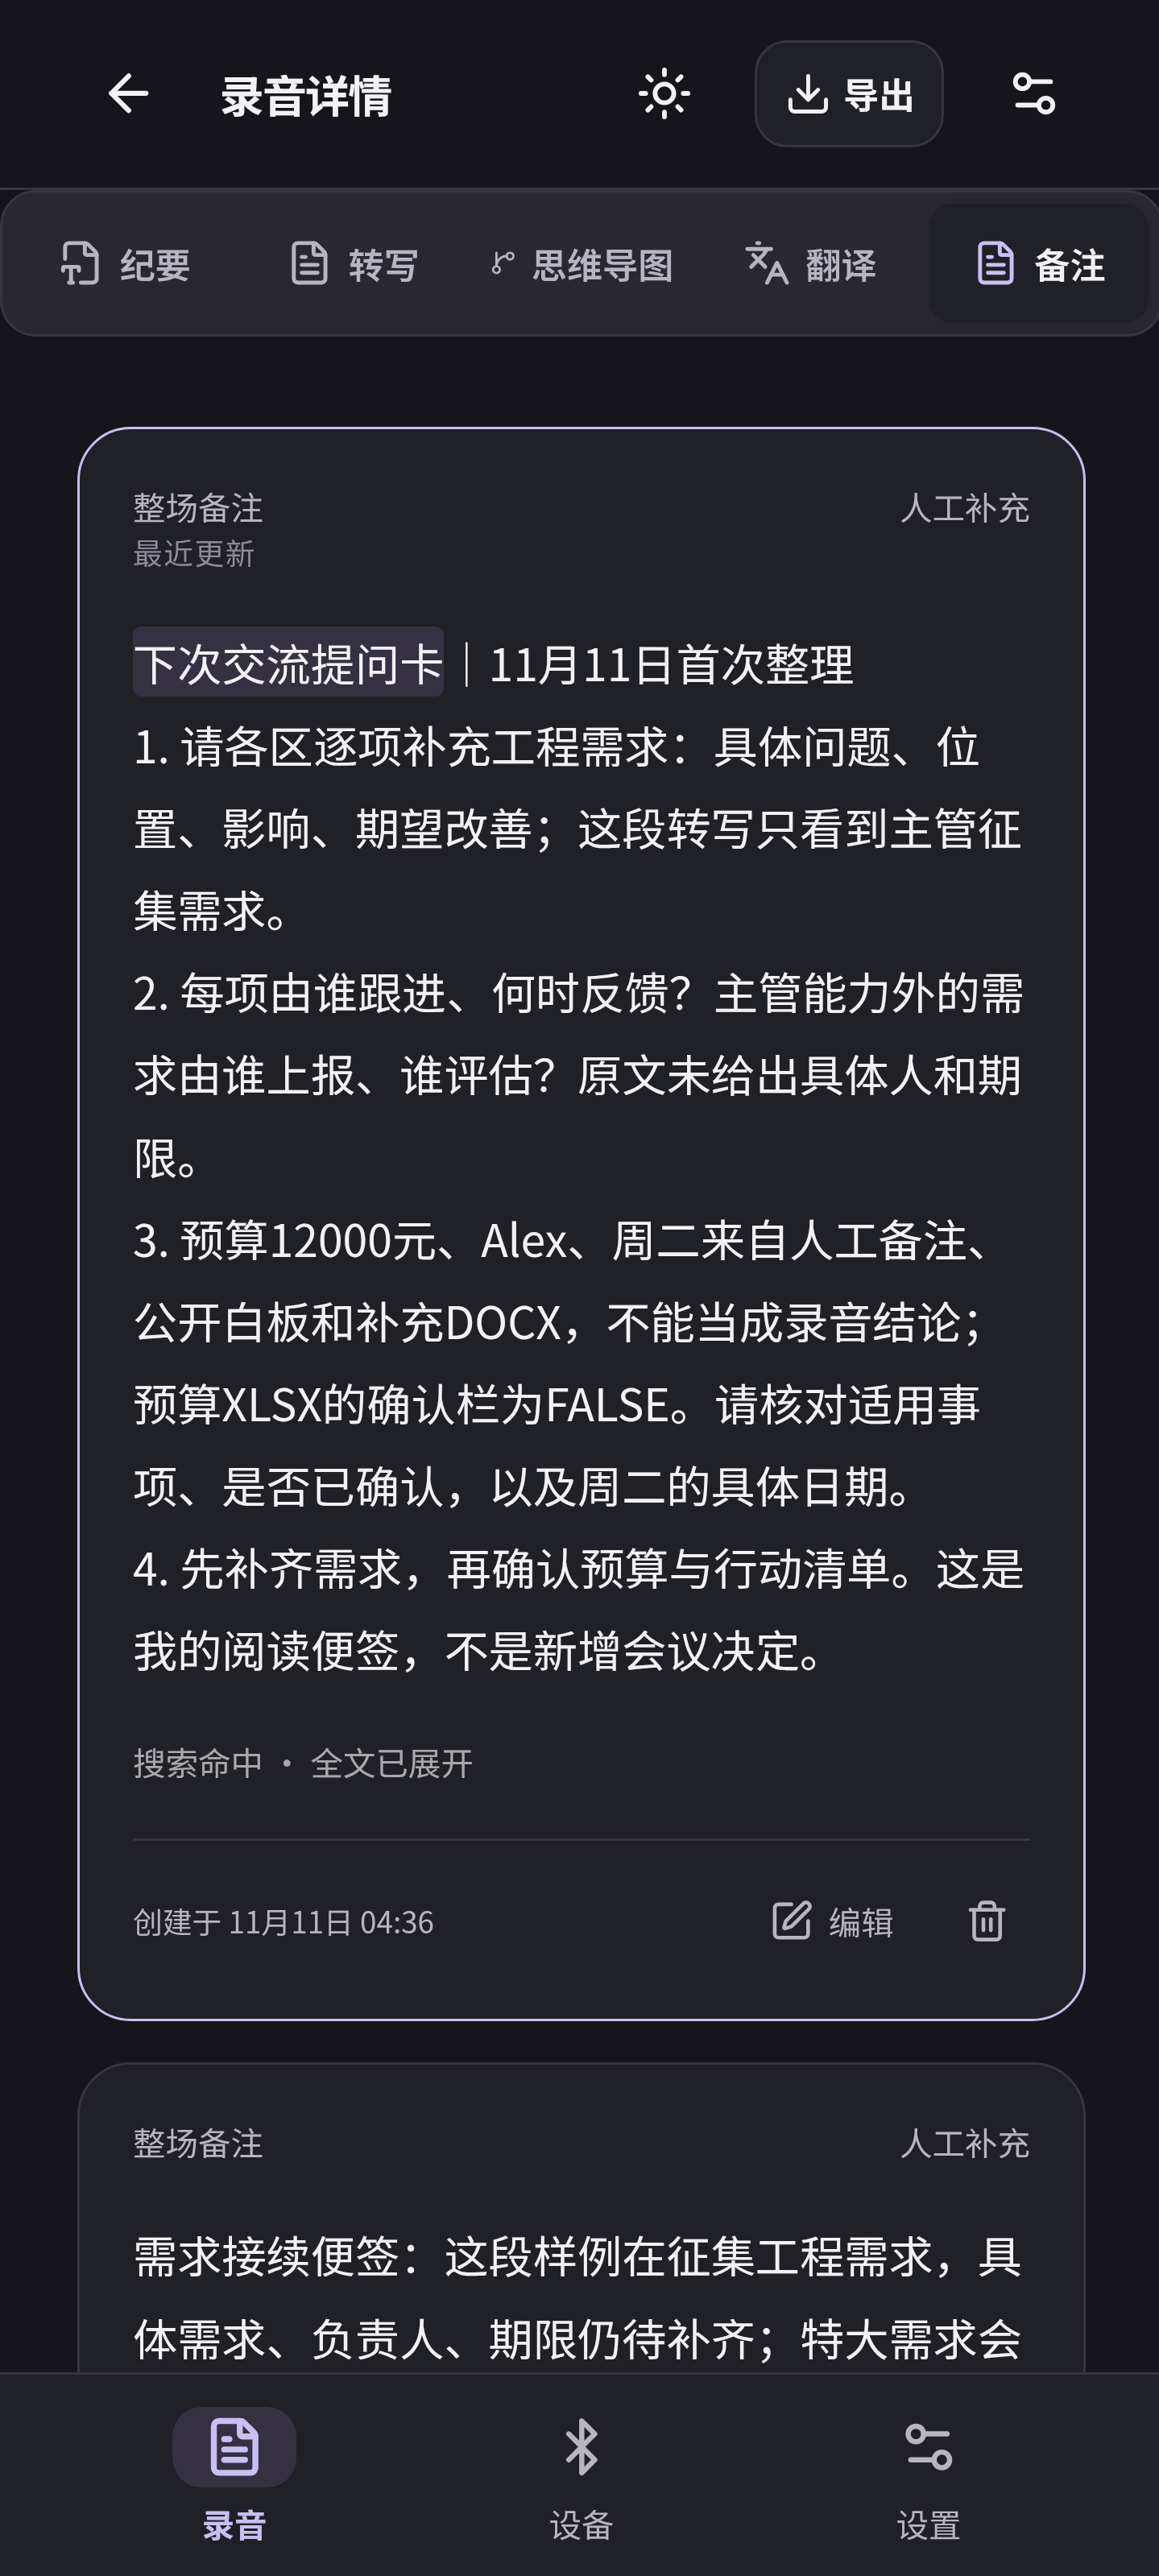 录音详情
导出
纪要
转写
思维导图
翻译
备注
整场备注
人工补充
最近更新
下次交流提问卡｜11月11日首次整理
1. 请各区逐项补充工程需求：具体问题、位
置、影响、期望改善；这段转写只看到主管征
集需求。
2. 每项由谁跟进、何时反馈？主管能力外的需
求由谁上报、谁评估？原文未给出具体人和期
限。
3. 预算12000元、Alex、周二来自人工备注、
公开白板和补充DOCX，不能当成录音结论；
预算XLSX的确认栏为FALSE。请核对适用事
项、是否已确认，以及周二的具体日期。
4. 先补齐需求，再确认预算与行动清单。这是
我的阅读便签，不是新增会议决定。
搜索命中 · 全文已展开
创建于 11月11日 04:36
编辑
整场备注
人工补充
需求接续便签：这段样例在征集工程需求，具
体需求、负责人、期限仍待补齐；特大需求会
录音
设备
设置